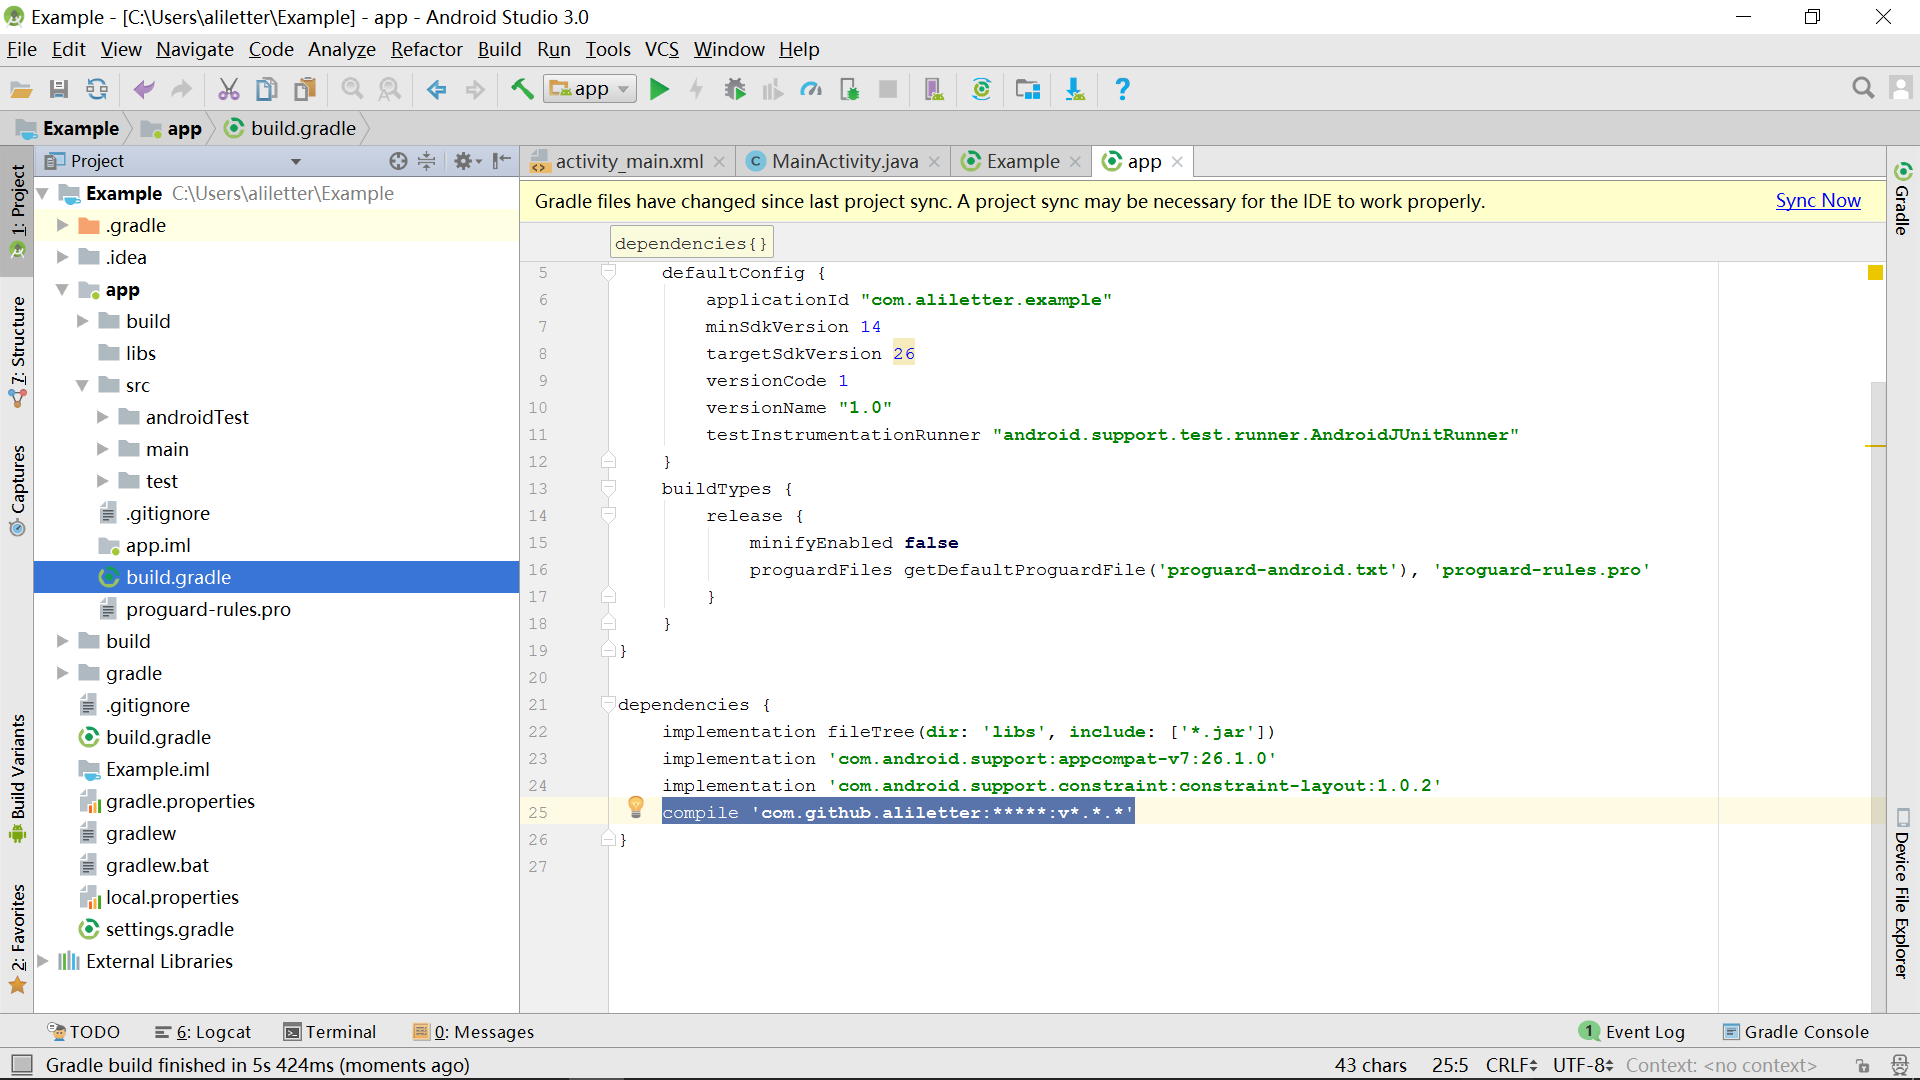 Example - [C:\Users\aliletter\Example] - app - Android Studio 3.0
File Edit View Navigate Code Analyze Refactor Build Run Tools VCS Window Help
app
Example app build.gradle
Project
activity_main.xml MainActivity.java Example app
1: Project
7: Structure
Captures
Build Variants
2: Favorites
Example C:\Users\aliletter\Example
.gradle
.idea
app
build
libs
src
androidTest
main
test
.gitignore
app.iml
build.gradle
proguard-rules.pro
build
gradle
.gitignore
build.gradle
Example.iml
gradle.properties
gradlew
gradlew.bat
local.properties
settings.gradle
External Libraries
Gradle files have changed since last project sync. A project sync may be necessary for the IDE to work properly. Sync Now
dependencies{}
5 defaultConfig {
6 applicationId "com.aliletter.example"
7 minSdkVersion 14
8 targetSdkVersion 26
9 versionCode 1
10 versionName "1.0"
11 testInstrumentationRunner "android.support.test.runner.AndroidJUnitRunner"
12 }
13 buildTypes {
14 release {
15 minifyEnabled false
16 proguardFiles getDefaultProguardFile('proguard-android.txt'), 'proguard-rules.pro'
17 }
18 }
19 }
20
21 dependencies {
22 implementation fileTree(dir: 'libs', include: ['*.jar'])
23 implementation 'com.android.support:appcompat-v7:26.1.0'
24 implementation 'com.android.support.constraint:constraint-layout:1.0.2'
25 compile 'com.github.aliletter:*****:v*.*.*'
26 }
27
Gradle
Device File Explorer
TODO 6: Logcat Terminal 0: Messages 1 Event Log Gradle Console
Gradle build finished in 5s 424ms (moments ago) 43 chars 25:5 CRLF UTF-8 Context: <no context>